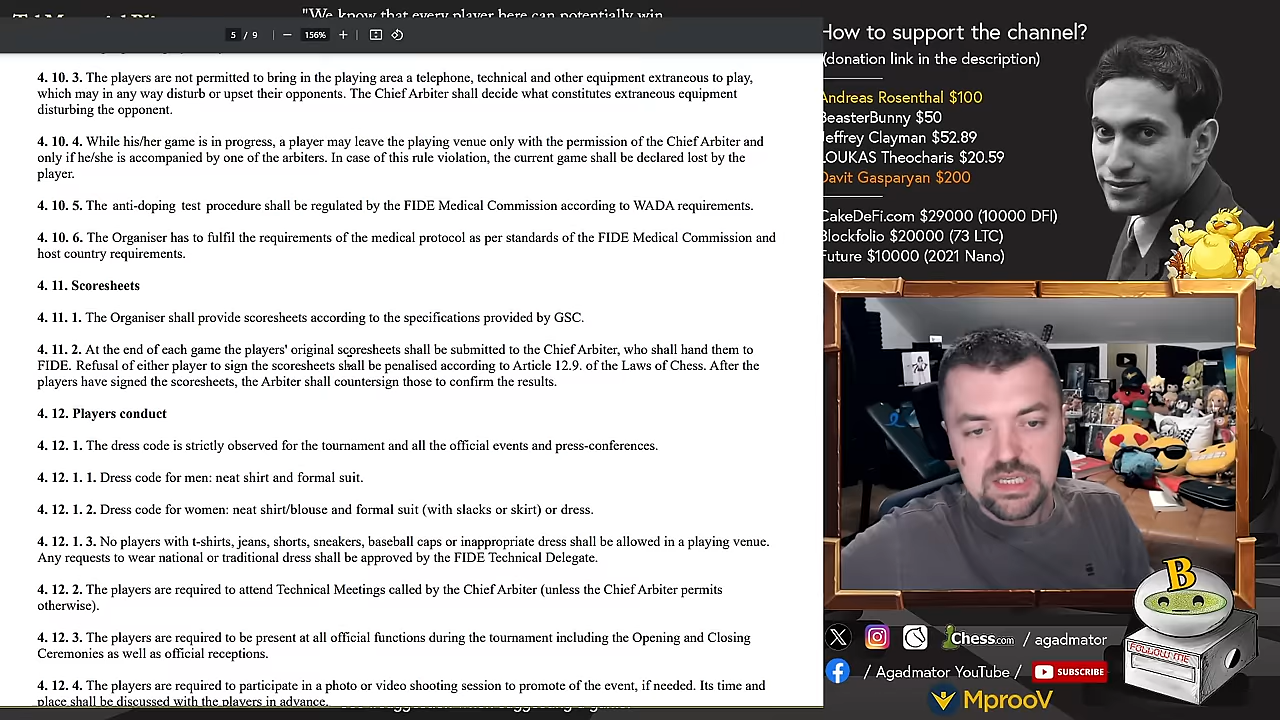 "We know that every player here can potentially win
5 / 9 — 156% +
4. 10. 3. The players are not permitted to bring in the playing area a telephone, technical and other equipment extraneous to play,
which may in any way disturb or upset their opponents. The Chief Arbiter shall decide what constitutes extraneous equipment
disturbing the opponent.
4. 10. 4. While his/her game is in progress, a player may leave the playing venue only with the permission of the Chief Arbiter and
only if he/she is accompanied by one of the arbiters. In case of this rule violation, the current game shall be declared lost by the
player.
4. 10. 5. The anti-doping test procedure shall be regulated by the FIDE Medical Commission according to WADA requirements.
4. 10. 6. The Organiser has to fulfil the requirements of the medical protocol as per standards of the FIDE Medical Commission and
host country requirements.
4. 11. Scoresheets
4. 11. 1. The Organiser shall provide scoresheets according to the specifications provided by GSC.
4. 11. 2. At the end of each game the players' original scoresheets shall be submitted to the Chief Arbiter, who shall hand them to
FIDE. Refusal of either player to sign the scoresheets shall be penalised according to Article 12.9. of the Laws of Chess. After the
players have signed the scoresheets, the Arbiter shall countersign those to confirm the results.
4. 12. Players conduct
4. 12. 1. The dress code is strictly observed for the tournament and all the official events and press-conferences.
4. 12. 1. 1. Dress code for men: neat shirt and formal suit.
4. 12. 1. 2. Dress code for women: neat shirt/blouse and formal suit (with slacks or skirt) or dress.
4. 12. 1. 3. No players with t-shirts, jeans, shorts, sneakers, baseball caps or inappropriate dress shall be allowed in a playing venue.
Any requests to wear national or traditional dress shall be approved by the FIDE Technical Delegate.
4. 12. 2. The players are required to attend Technical Meetings called by the Chief Arbiter (unless the Chief Arbiter permits
otherwise).
4. 12. 3. The players are required to be present at all official functions during the tournament including the Opening and Closing
Ceremonies as well as official receptions.
4. 12. 4. The players are required to participate in a photo or video shooting session to promote of the event, if needed. Its time and
place shall be discussed with the players in advance.
How to support the channel?
(donation link in the description)
Andreas Rosenthal $100
BeasterBunny $50
Jeffrey Clayman $52.89
LOUKAS Theocharis $20.59
Davit Gasparyan $200
CakeDeFi.com $29000 (10000 DFI)
Blockfolio $20000 (73 LTC)
Future $10000 (2021 Nano)
B
FOLLOW ME
Chess.com / agadmator
/ Agadmator YouTube / SUBSCRIBE
MprooV